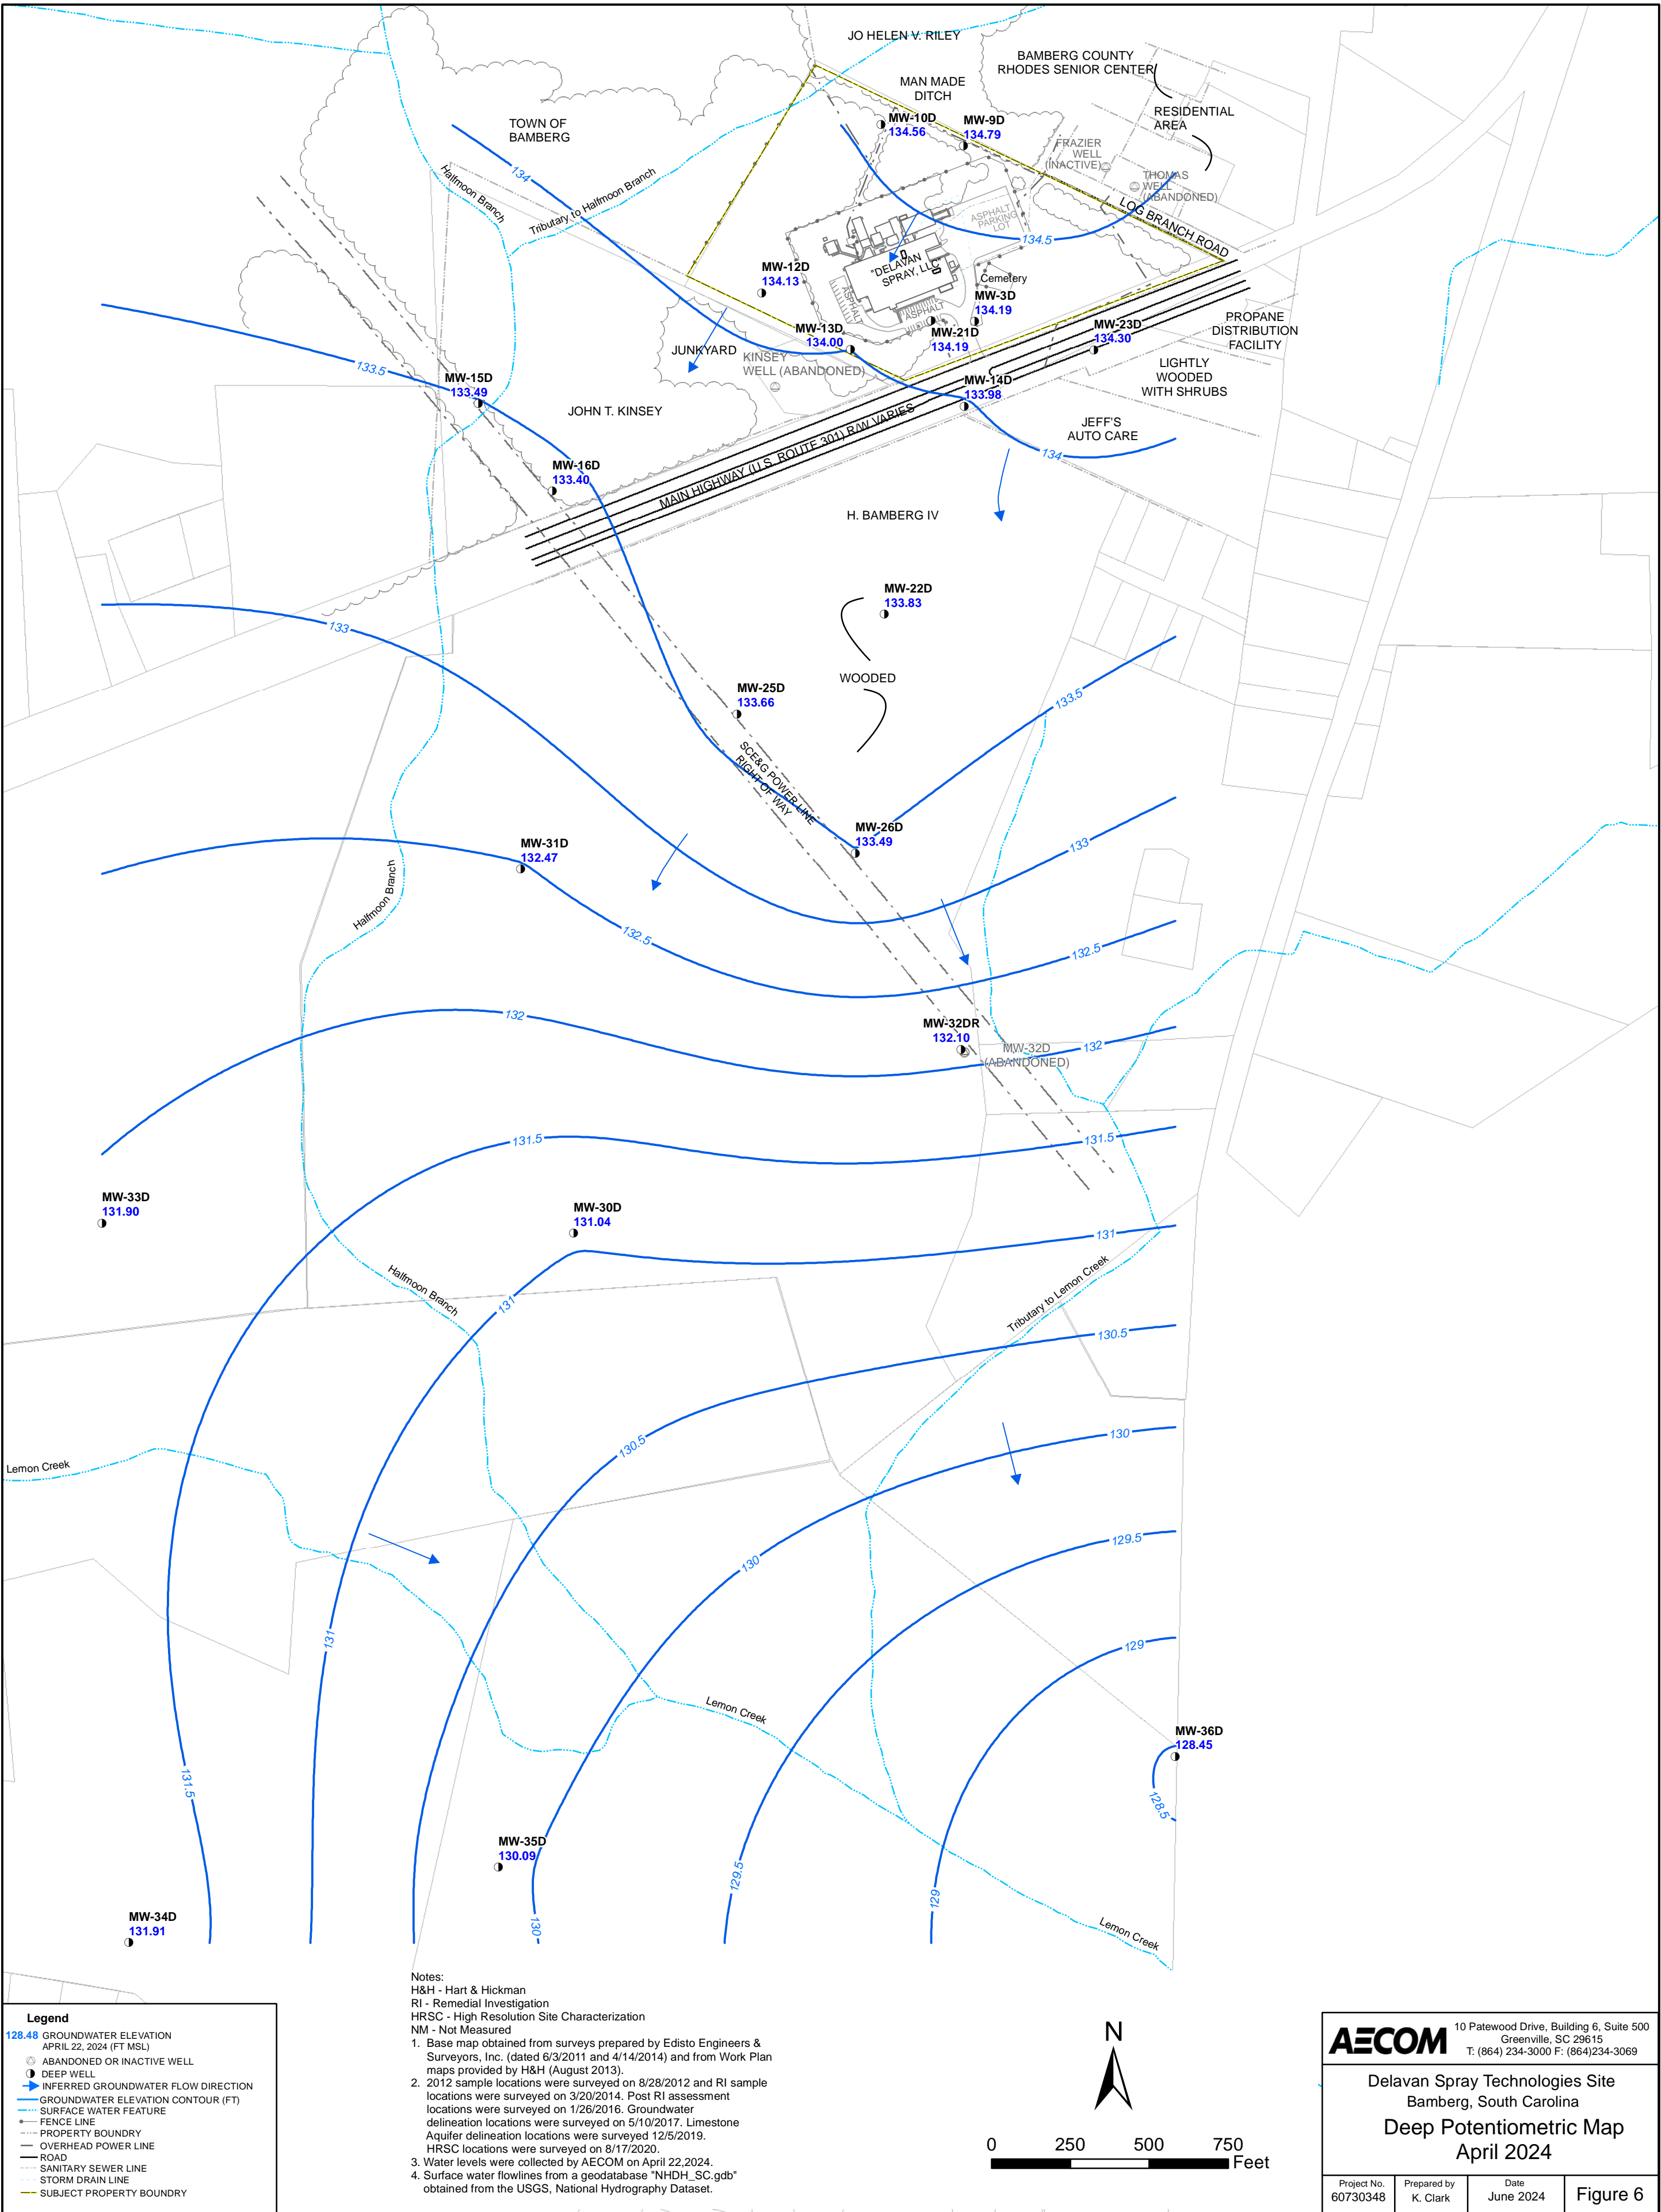 JO HELEN V. RILEY
BAMBERG COUNTY
RHODES SENIOR CENTER
MAN MADE
DITCH
RESIDENTIAL
AREA
TOWN OF
BAMBERG
MW-10D
134.56
MW-9D
134.79
FRAZIER
WELL
(INACTIVE)
THOMAS
WELL
(ABANDONED)
134
Halfmoon Branch
Tributary to Halfmoon Branch
ASPHALT
PARKING
LOT
LOG BRANCH ROAD
134.5
"DELAVAN
SPRAY, LLC"
Cemetery
MW-12D
134.13
ASPHALT
ASPHALT
MW-3D
134.19
MW-21D
134.19
MW-13D
134.00
MW-23D
134.30
PROPANE
DISTRIBUTION
FACILITY
JUNKYARD
KINSEY
WELL (ABANDONED)
LIGHTLY
WOODED
WITH SHRUBS
133.5
MW-15D
133.49
MW-14D
133.98
JOHN T. KINSEY
MAIN HIGHWAY (U.S. ROUTE 301) R/W VARIES
JEFF'S
AUTO CARE
134
MW-16D
133.40
H. BAMBERG IV
MW-22D
133.83
133
WOODED
MW-25D
133.66
133.5
SCE&G POWER LINE
RIGHT OF WAY
MW-26D
133.49
133
MW-31D
132.47
Halfmoon Branch
132.5
132.5
132
MW-32DR
132.10
MW-32D
(ABANDONED)
132
131.5
131.5
MW-33D
131.90
MW-30D
131.04
131
Halfmoon Branch
131
Tributary to Lemon Creek
130.5
130.5
130
Lemon Creek
129.5
130
131
129
Lemon Creek
MW-36D
128.45
131.5
128.5
MW-35D
130.09
129.5
129
130
MW-34D
131.91
Lemon Creek
Notes:
H&H - Hart & Hickman
RI - Remedial Investigation
HRSC - High Resolution Site Characterization
NM - Not Measured
1. Base map obtained from surveys prepared by Edisto Engineers &
Surveyors, Inc. (dated 6/3/2011 and 4/14/2014) and from Work Plan
maps provided by H&H (August 2013).
2. 2012 sample locations were surveyed on 8/28/2012 and RI sample
locations were surveyed on 3/20/2014. Post RI assessment
locations were surveyed on 1/26/2016. Groundwater
delineation locations were surveyed on 5/10/2017. Limestone
Aquifer delineation locations were surveyed 12/5/2019.
HRSC locations were surveyed on 8/17/2020.
3. Water levels were collected by AECOM on April 22,2024.
4. Surface water flowlines from a geodatabase "NHDH_SC.gdb"
obtained from the USGS, National Hydrography Dataset.
Legend
128.48 GROUNDWATER ELEVATION
APRIL 22, 2024 (FT MSL)
ABANDONED OR INACTIVE WELL
DEEP WELL
INFERRED GROUNDWATER FLOW DIRECTION
GROUNDWATER ELEVATION CONTOUR (FT)
SURFACE WATER FEATURE
FENCE LINE
PROPERTY BOUNDRY
OVERHEAD POWER LINE
ROAD
SANITARY SEWER LINE
STORM DRAIN LINE
SUBJECT PROPERTY BOUNDRY
N
0 250 500 750
Feet
AECOM
10 Patewood Drive, Building 6, Suite 500
Greenville, SC 29615
T: (864) 234-3000 F: (864)234-3069
Delavan Spray Technologies Site
Bamberg, South Carolina
Deep Potentiometric Map
April 2024
Project No.
60730348
Prepared by
K. Clark
Date
June 2024
Figure 6